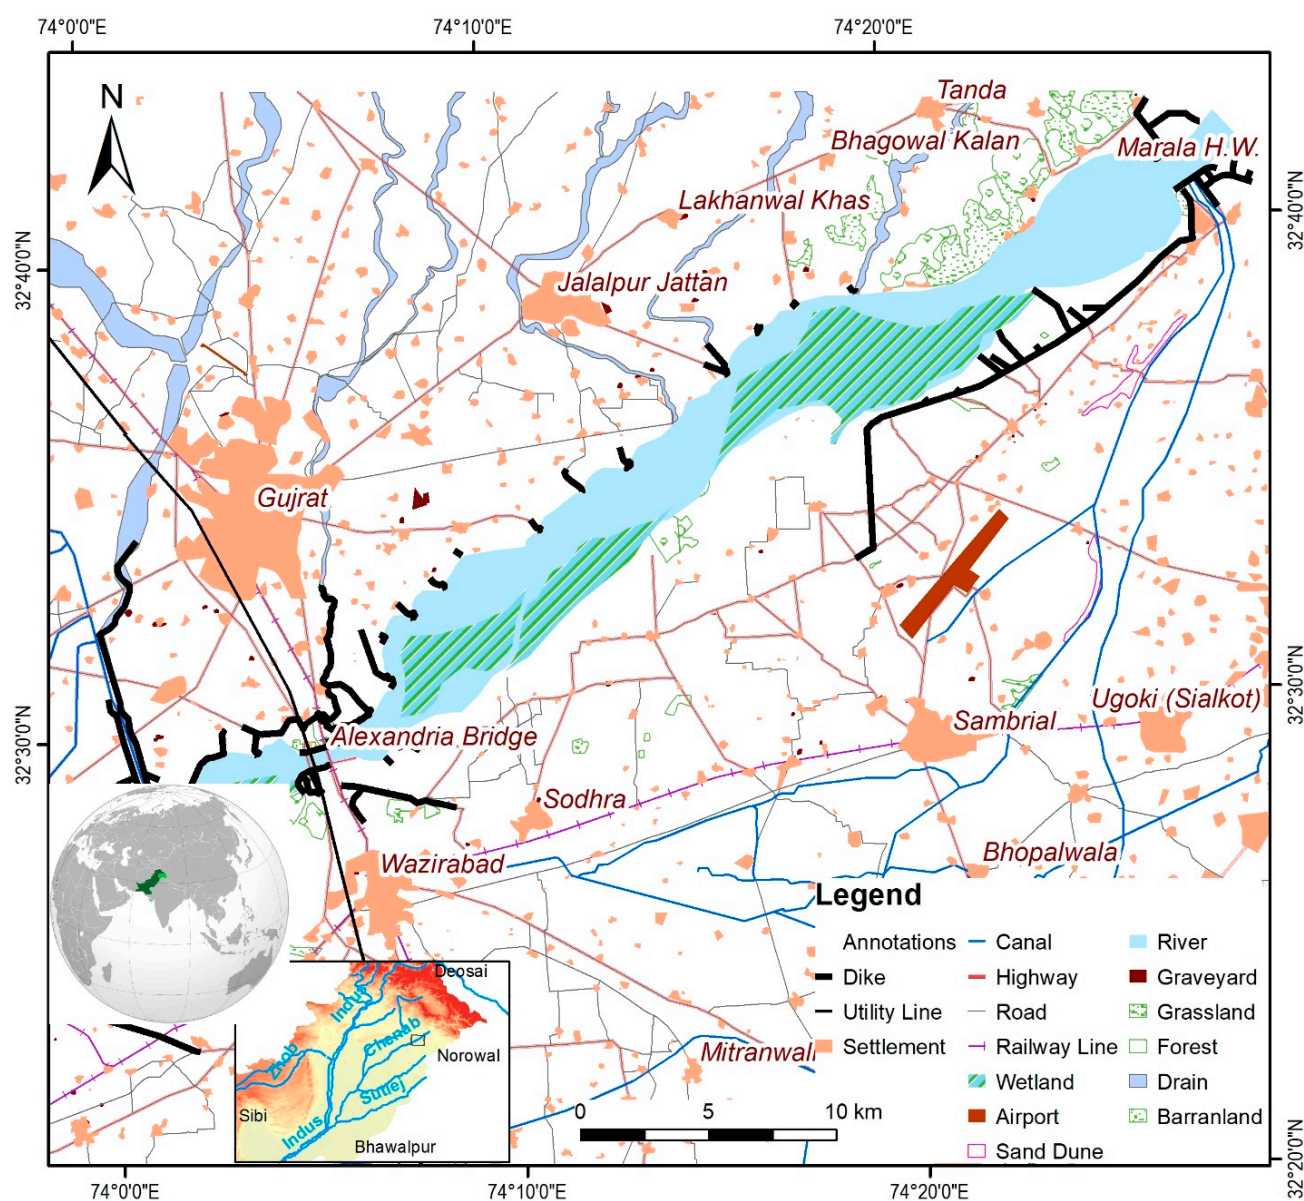 74°0'0"E
74°10'0"E
74°20'0"E
N
Tanda
Bhagowal Kalan
Marala H.W.
Lakhanwal Khas
32°40'0"N
32°40'0"N
Jalalpur Jattan
Gujrat
32°30'0"N
Ugoki (Sialkot)
Sambrial
32°30'0"N
Alexandria Bridge
Sodhra
Bhopalwala
Wazirabad
Legend
Annotations
Canal
River
Dike
Highway
Graveyard
Utility Line
Road
Grassland
Settlement
Railway Line
Forest
Wetland
Drain
Airport
Barranland
Sand Dune
Deosai
Indus
Chenab
Norowal
Zhob
Sutlej
Sibi
Indus
Bhawalpur
Mitranwali
0 5 10 km
32°20'0"N
74°0'0"E
74°10'0"E
74°20'0"E